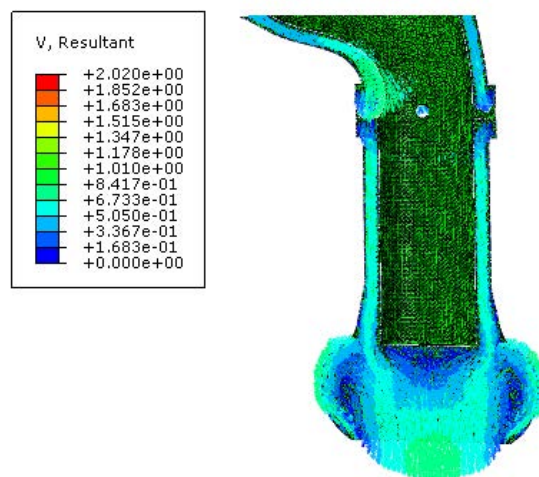 V, Resultant
+2.020e+00
+1.852e+00
+1.683e+00
+1.515e+00
+1.347e+00
+1.178e+00
+1.010e+00
+8.417e-01
+6.733e-01
+5.050e-01
+3.367e-01
+1.683e-01
+0.000e+00